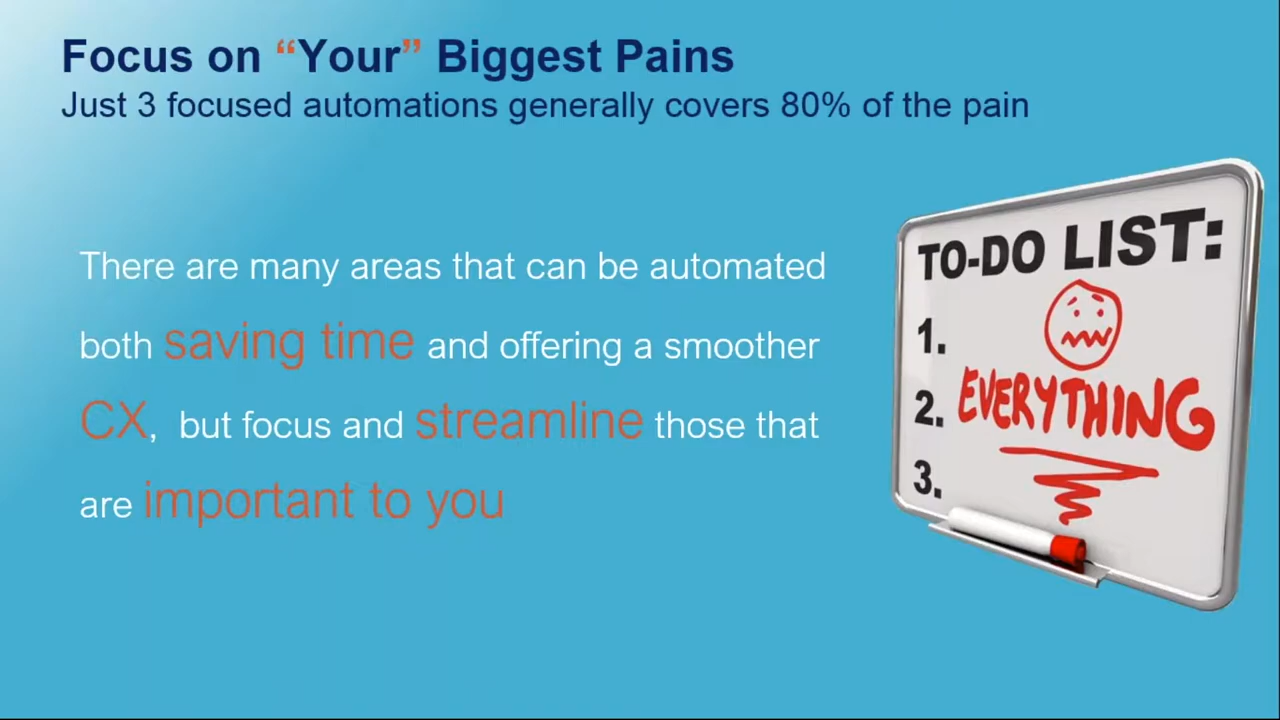 Focus on “Your” Biggest Pains
Just 3 focused automations generally covers 80% of the pain
There are many areas that can be automated
both saving time and offering a smoother
CX,  but focus and streamline those that
are important to you
TO-DO LIST:
1.
2. EVERYTHING
3.